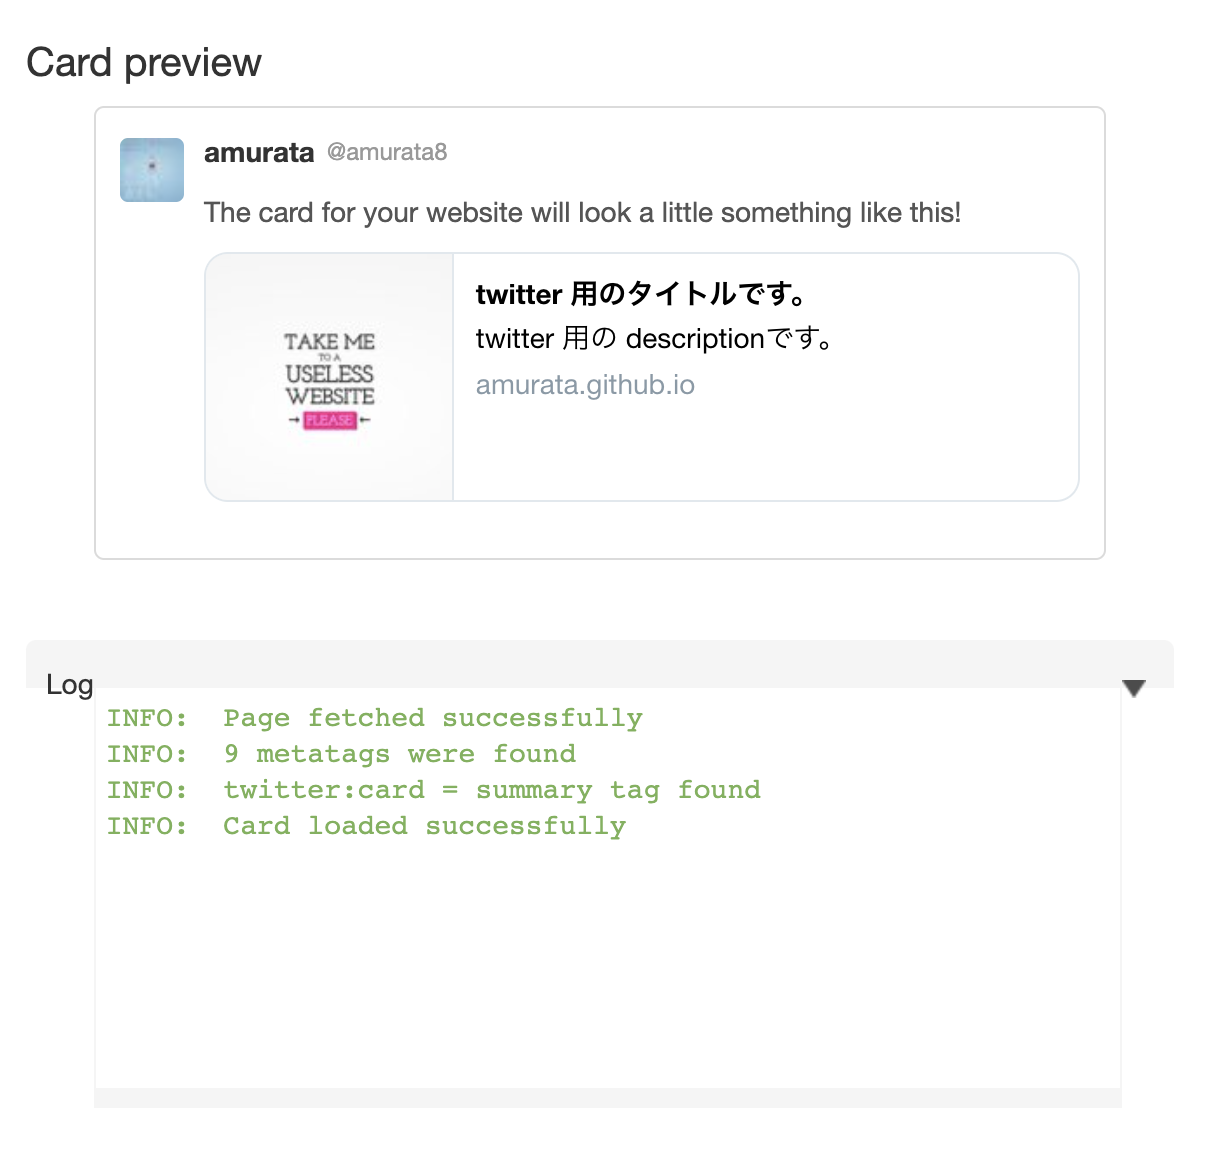 Card preview
amurata @amurata8
The card for your website will look a little something like this!
TAKE ME
TO A
USELESS
WEBSITE
→ PLEASE ←
twitter 用のタイトルです。
twitter 用の descriptionです。
amurata.github.io
Log
INFO: Page fetched successfully
INFO: 9 metatags were found
INFO: twitter:card = summary tag found
INFO: Card loaded successfully